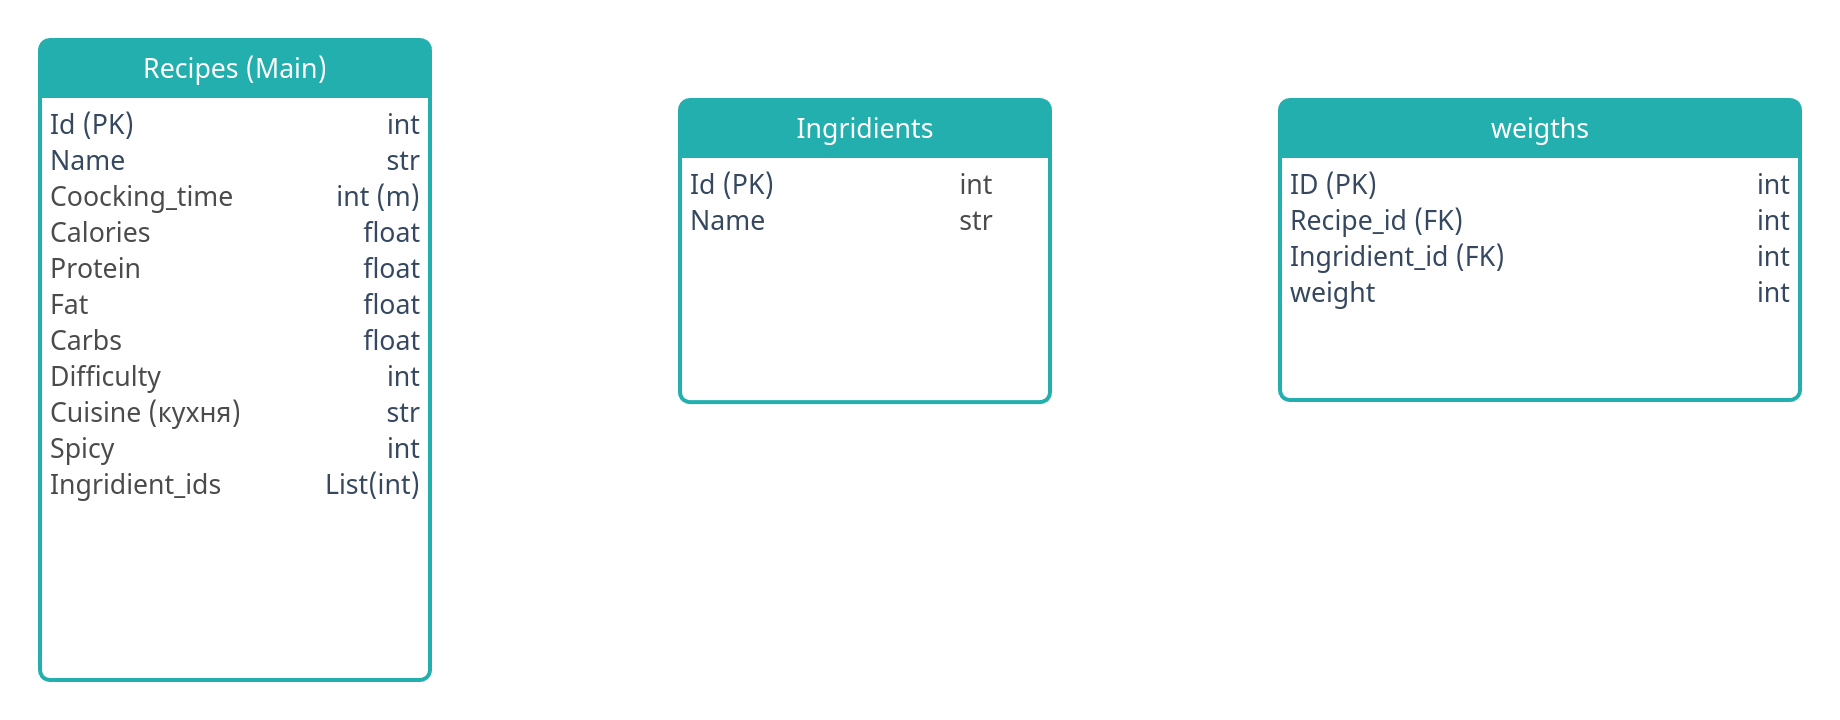 Recipes (Main)
Id (PK) int
Name str
Coocking_time int (m)
Calories float
Protein float
Fat float
Carbs float
Difficulty int
Cuisine (кухня) str
Spicy int
Ingridient_ids List(int)
Ingridients
Id (PK) int
Name str
weigths
ID (PK) int
Recipe_id (FK) int
Ingridient_id (FK) int
weight int